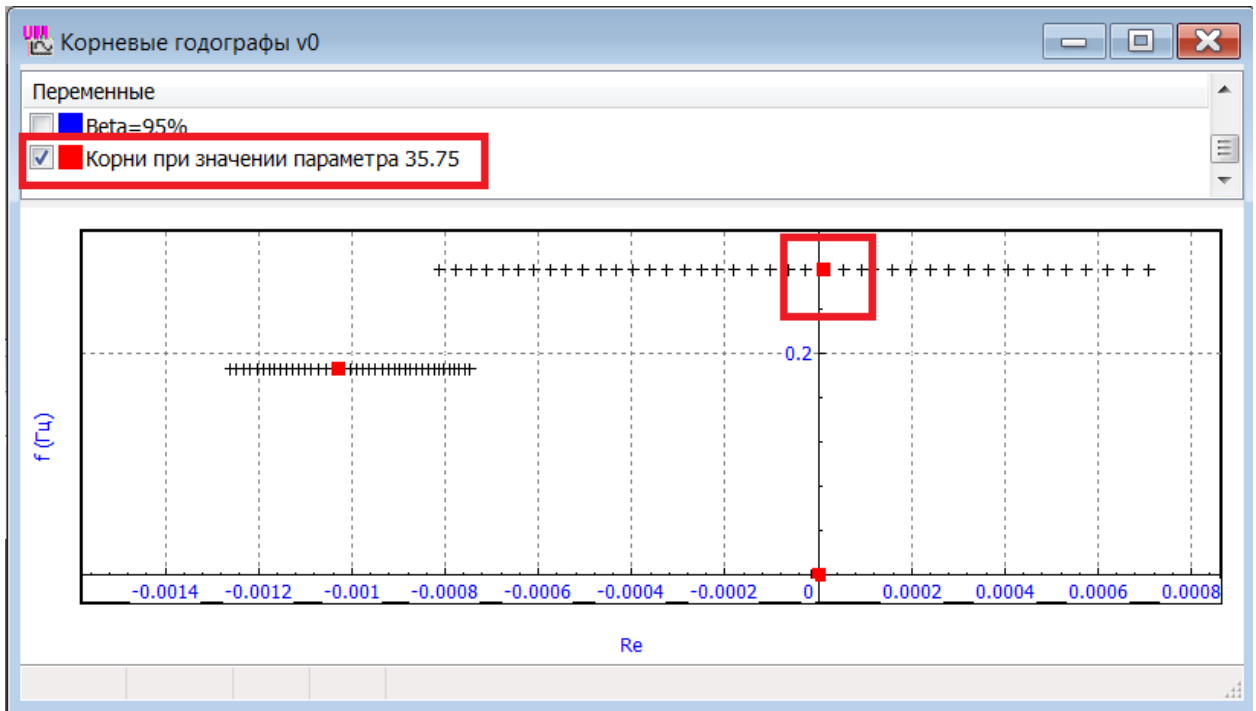 UM Корневые годографы v0
Переменные
Beta=95%
Корни при значении параметра 35.75
0.2
f (Гц)
-0.0014 -0.0012 -0.001 -0.0008 -0.0006 -0.0004 -0.0002 0 0.0002 0.0004 0.0006 0.0008
Re